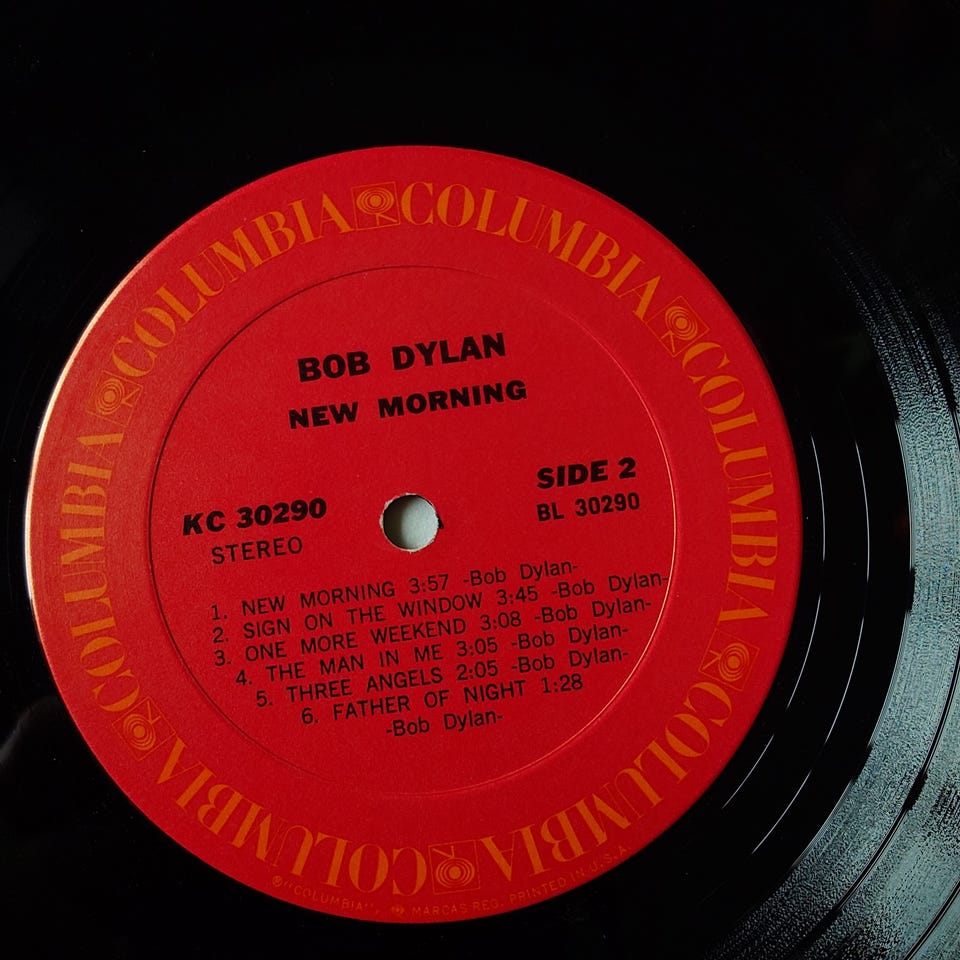 COLUMBIA COLUMBIA COLUMBIA COLUMBIA COLUMBIA COLUMBIA
BOB DYLAN
NEW MORNING
SIDE 2
KC 30290
BL 30290
STEREO
1. NEW MORNING 3:57 -Bob Dylan-
2. SIGN ON THE WINDOW 3:45 -Bob Dylan-
3. ONE MORE WEEKEND 3:08 -Bob Dylan-
4. THE MAN IN ME 3:05 -Bob Dylan-
5. THREE ANGELS 2:05 -Bob Dylan-
6. FATHER OF NIGHT 1:28
-Bob Dylan-
®"COLUMBIA", MARCAS REG. PRINTED IN U.S.A.